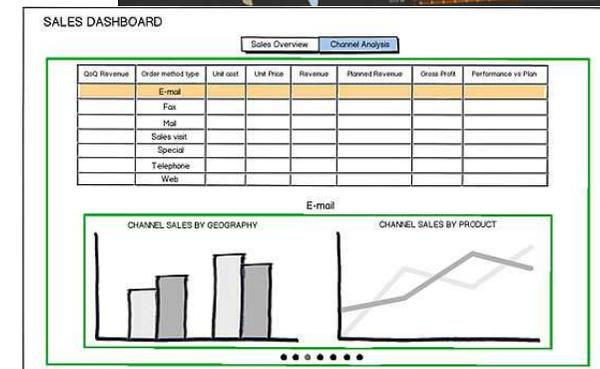 SALES DASHBOARD
Sales Overview Channel Analysis
QoQ Revenue Order method type Unit cost Unit Price Revenue Planned Revenue Gross Profit Performance vs Plan
E-mail
Fax
Mail
Sales visit
Special
Telephone
Web
E-mail
CHANNEL SALES BY GEOGRAPHY CHANNEL SALES BY PRODUCT